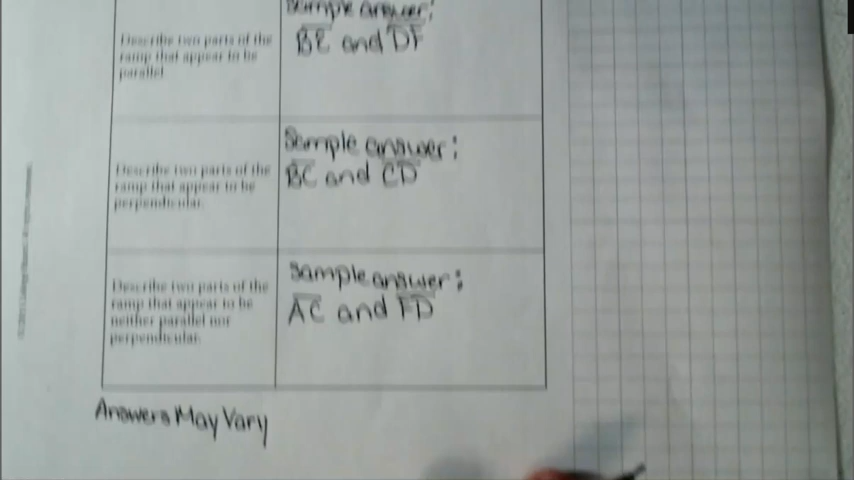 Sample answer:
Describe two parts of the
ramp that appear to be
parallel.
BE and DF
Sample answer:
Describe two parts of the
ramp that appear to be
perpendicular.
BC and CD
Sample answer:
Describe two parts of the
ramp that appear to be
neither parallel nor
perpendicular.
AC and FD
Answers May Vary